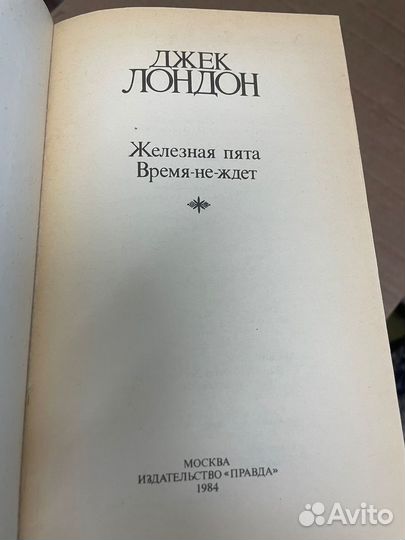 ДЖЕК
ЛОНДОН
Железная пята
Время-не-ждет
МОСКВА
ИЗДАТЕЛЬСТВО «ПРАВДА»
1984
Avito